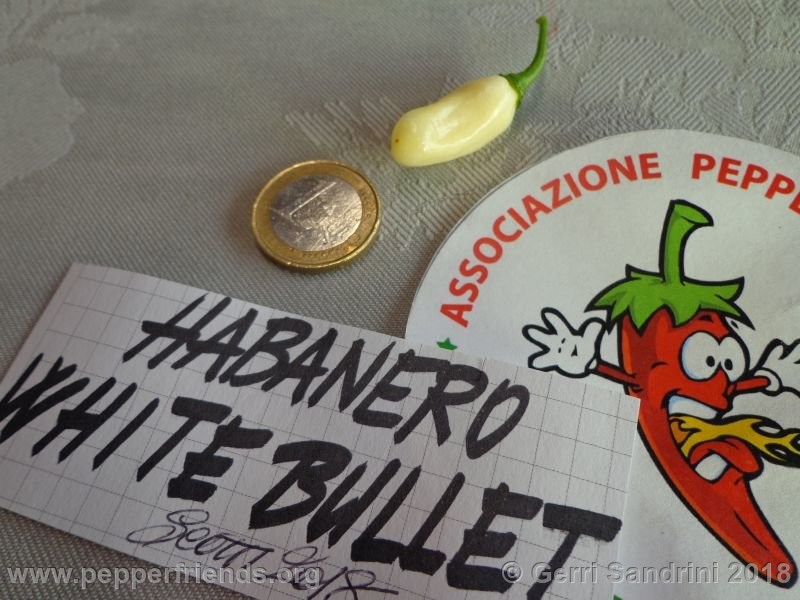 ASSOCIAZIONE PEPPE
HABANERO
WHITE BULLET
www.pepperfriends.org
© Gerri Sandrini 2018